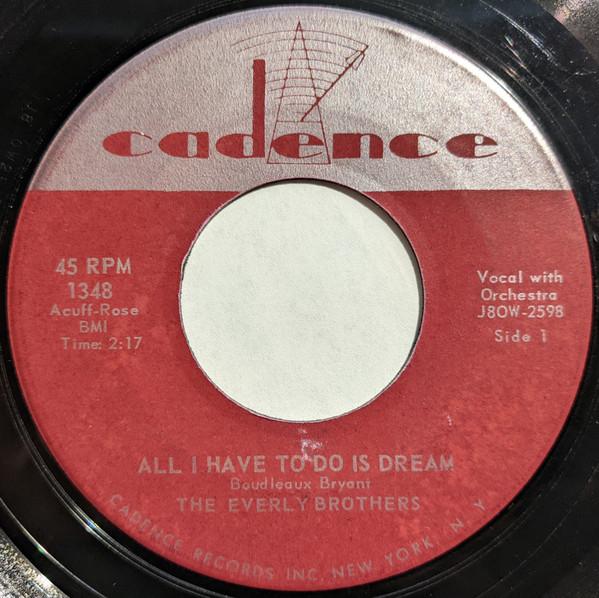 cadence
45 RPM
1348
Acuff-Rose
BMI
Time: 2:17
Vocal with
Orchestra
J8OW-2598
Side 1
ALL I HAVE TO DO IS DREAM
Boudleaux Bryant
THE EVERLY BROTHERS
CADENCE RECORDS INC. NEW YORK, N. Y.